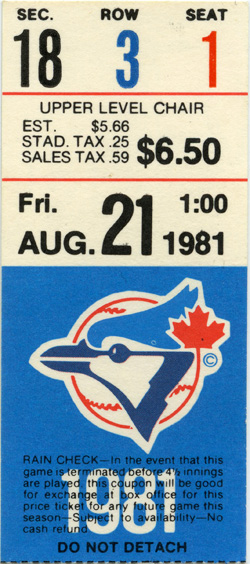 SEC. ROW SEAT
18 3 1
UPPER LEVEL CHAIR
EST. $5.66
STAD. TAX .25
SALES TAX .59 $6.50
Fri. 21 1:00
AUG. 1981
©
RAIN CHECK—In the event that this
game is terminated before 4½ innings
are played, this coupon will be good
for exchange at box office for this
price ticket for any future game this
season—Subject to availability—No
cash refund.
1981
DO NOT DETACH